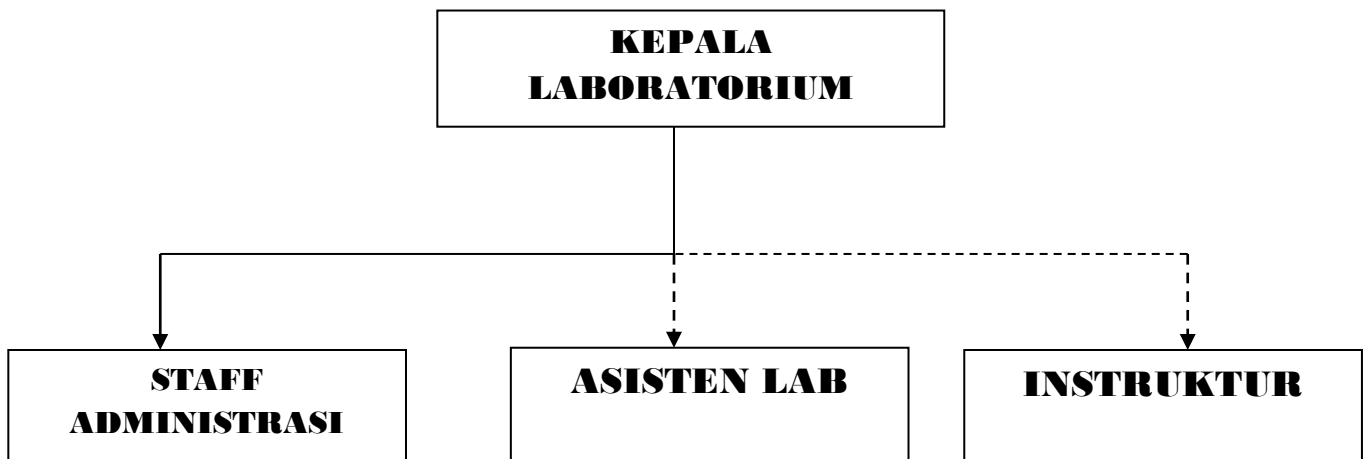 KEPALA
LABORATORIUM
STAFF
ADMINISTRASI
ASISTEN LAB
INSTRUKTUR